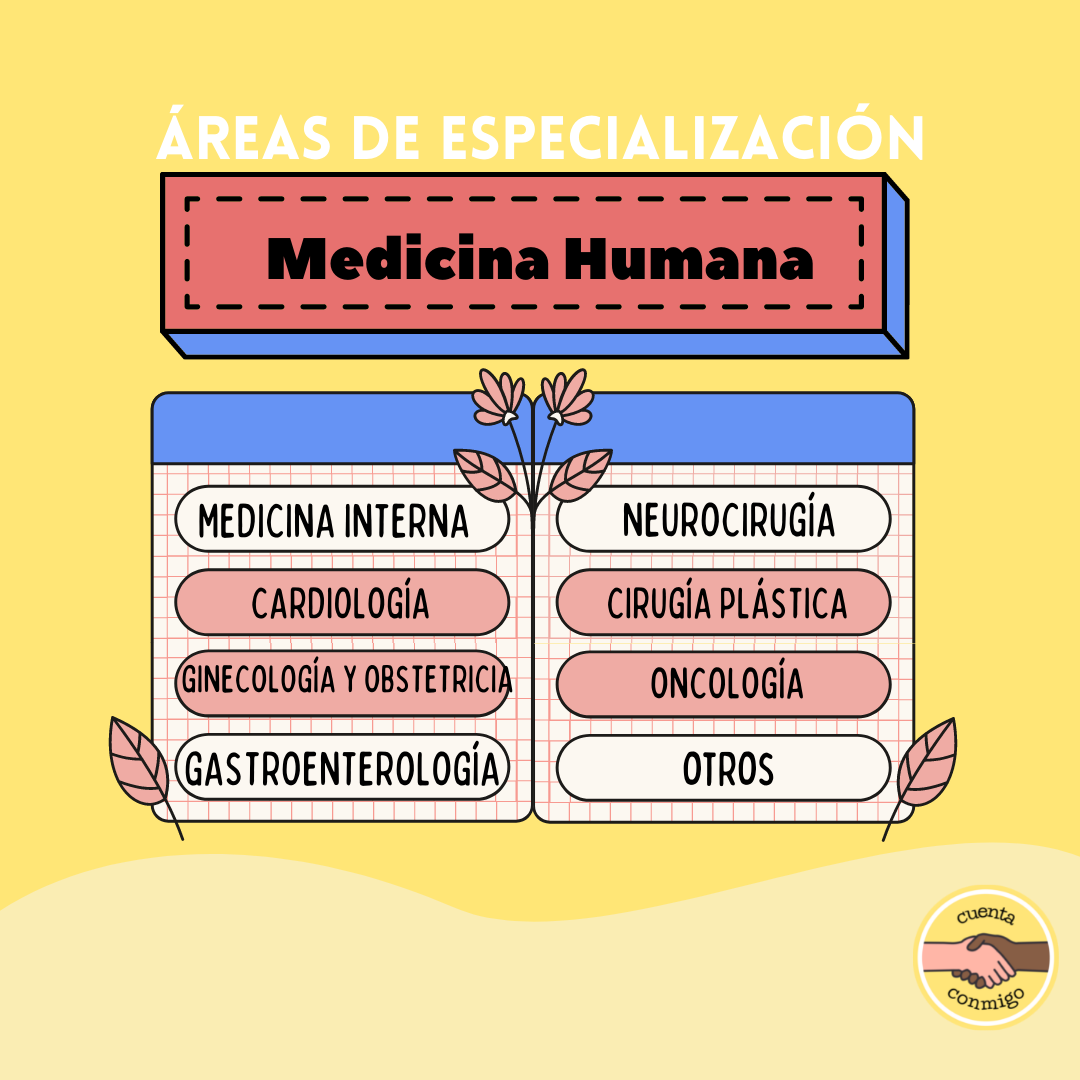 ÁREAS DE ESPECIALIZACIÓN
Medicina Humana
MEDICINA INTERNA
CARDIOLOGÍA
GINECOLOGÍA Y OBSTETRICIA
GASTROENTEROLOGÍA
NEUROCIRUGÍA
CIRUGÍA PLÁSTICA
ONCOLOGÍA
OTROS
cuenta
conmigo